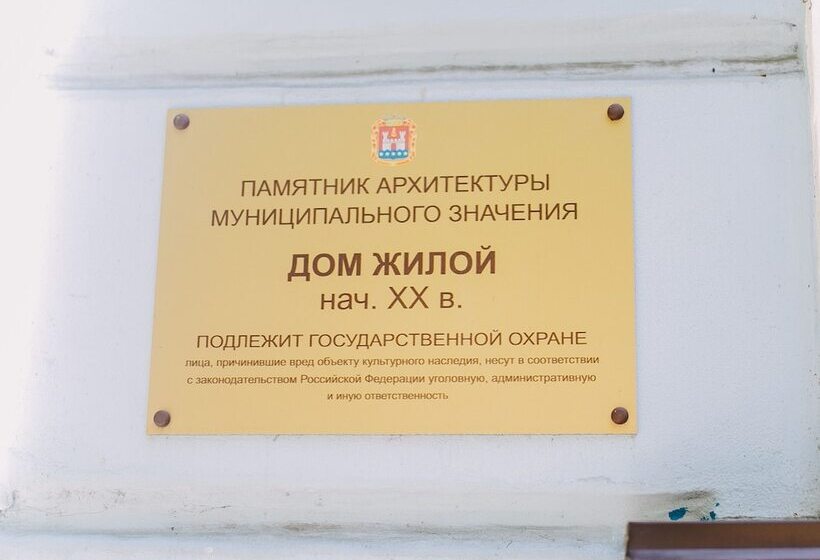 ПАМЯТНИК АРХИТЕКТУРЫ
МУНИЦИПАЛЬНОГО ЗНАЧЕНИЯ
ДОМ ЖИЛОЙ
нач. XX в.
ПОДЛЕЖИТ ГОСУДАРСТВЕННОЙ ОХРАНЕ
лица, причинившие вред объекту культурного наследия, несут в соответствии
с законодательством Российской Федерации уголовную, административную
и иную ответственность